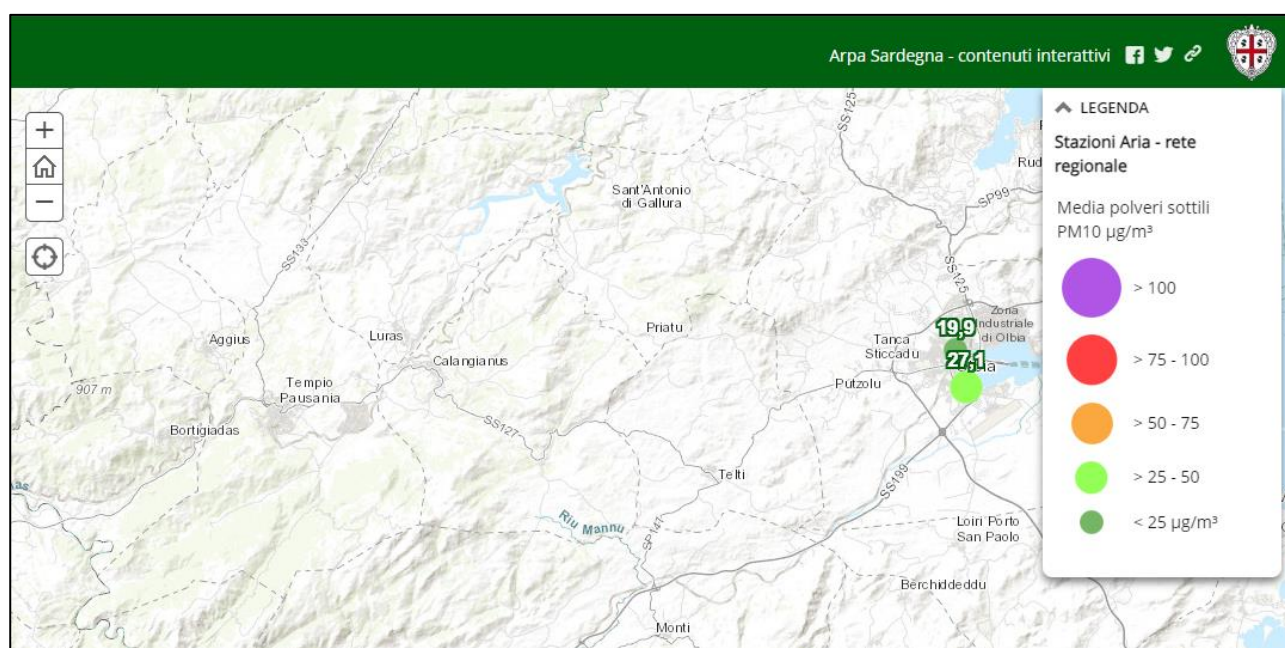 Arpa Sardegna - contenuti interattivi
LEGENDA
Stazioni Aria - rete
regionale
Media polveri sottili
PM10 µg/m³
> 100
> 75 - 100
> 50 - 75
> 25 - 50
< 25 µg/m³
SS125
Sant'Antonio
di Gallura
SP99
SS133
SS125
Zona
Industriale
di Olbia
19,9
27,1
Priatu
Tanca
Sticcadu
Putzolu
Aggius
Luras
Calangianus
907 m
Tempio
Pausania
Bortigiadas
SS127
Telti
SS199
Riu Mannu
SP147
Loiri Porto
San Paolo
Berchiddeddu
Monti